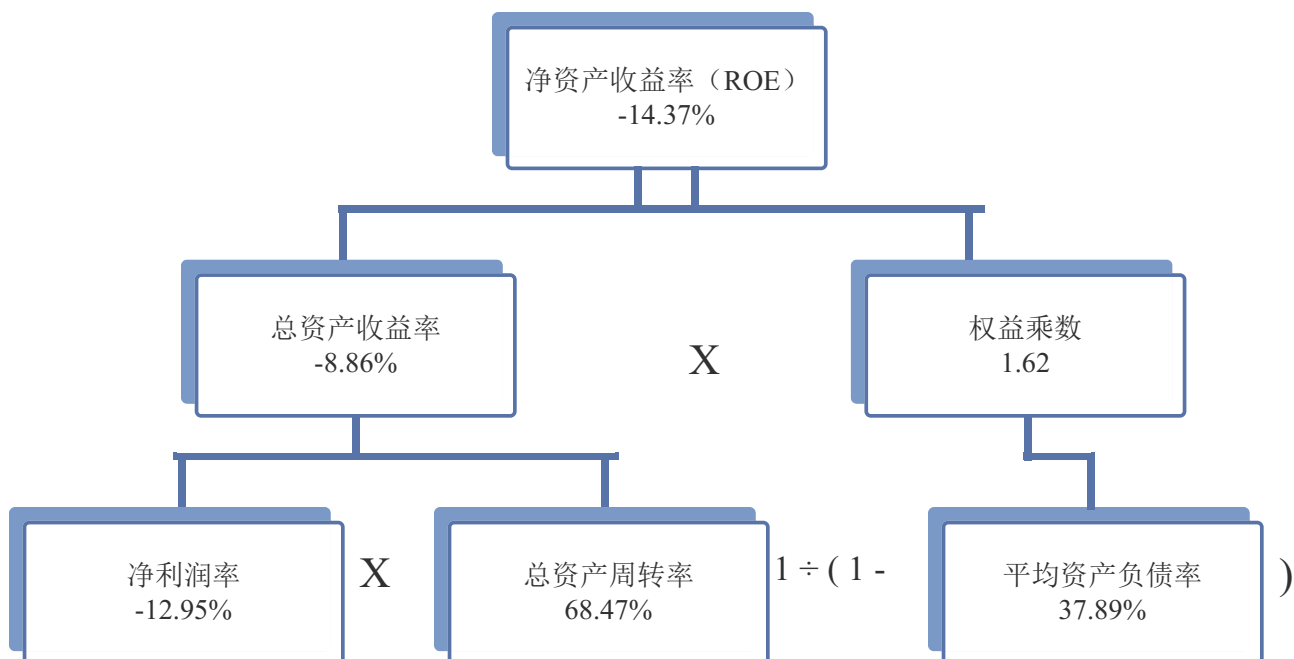 净资产收益率（ROE）
-14.37%
总资产收益率
-8.86%
X
权益乘数
1.62
净利润率
-12.95%
X
总资产周转率
68.47%
1 ÷ ( 1 -
平均资产负债率
37.89%
)